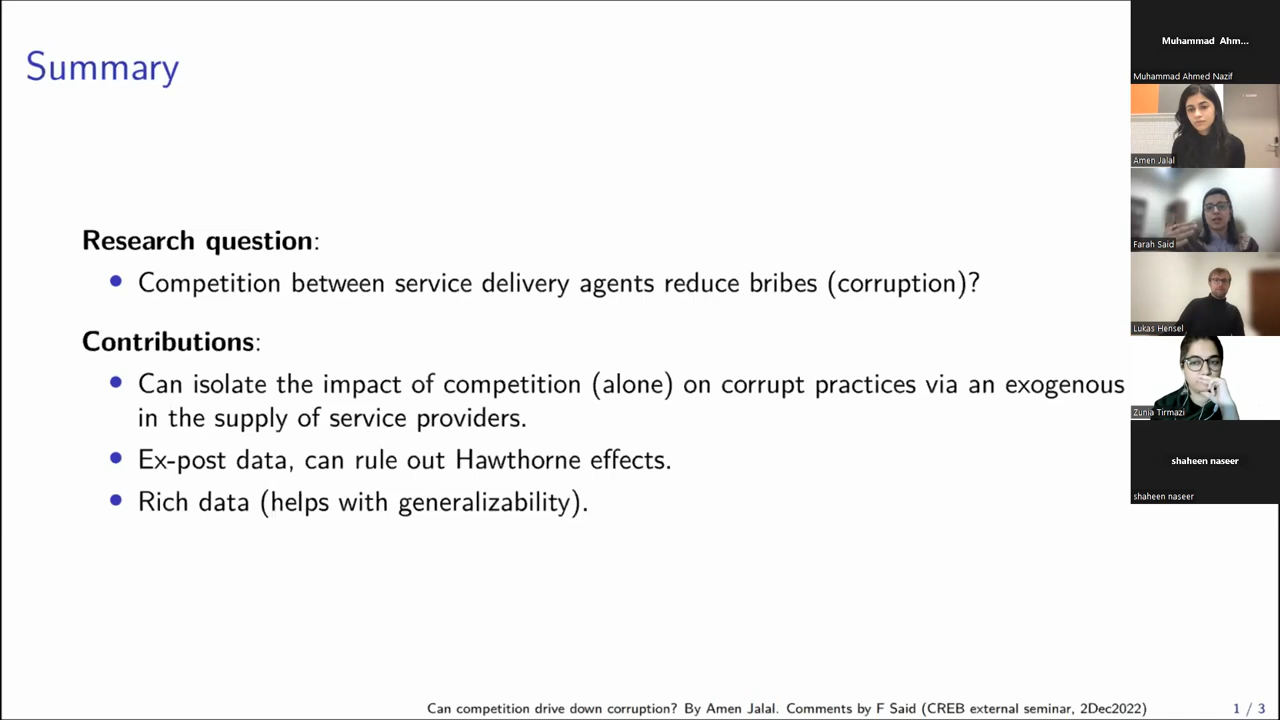 Summary
Research question:
• Competition between service delivery agents reduce bribes (corruption)?
Contributions:
• Can isolate the impact of competition (alone) on corrupt practices via an exogenous
in the supply of service providers.
• Ex-post data, can rule out Hawthorne effects.
• Rich data (helps with generalizability).
Can competition drive down corruption? By Amen Jalal. Comments by F Said (CREB external seminar, 2Dec2022)
1 / 3
Muhammad Ahm...
Muhammad Ahmed Nazif
Amen Jalal
Farah Said
Lukas Hensel
Zunia Tirmazi
shaheen naseer
shaheen naseer